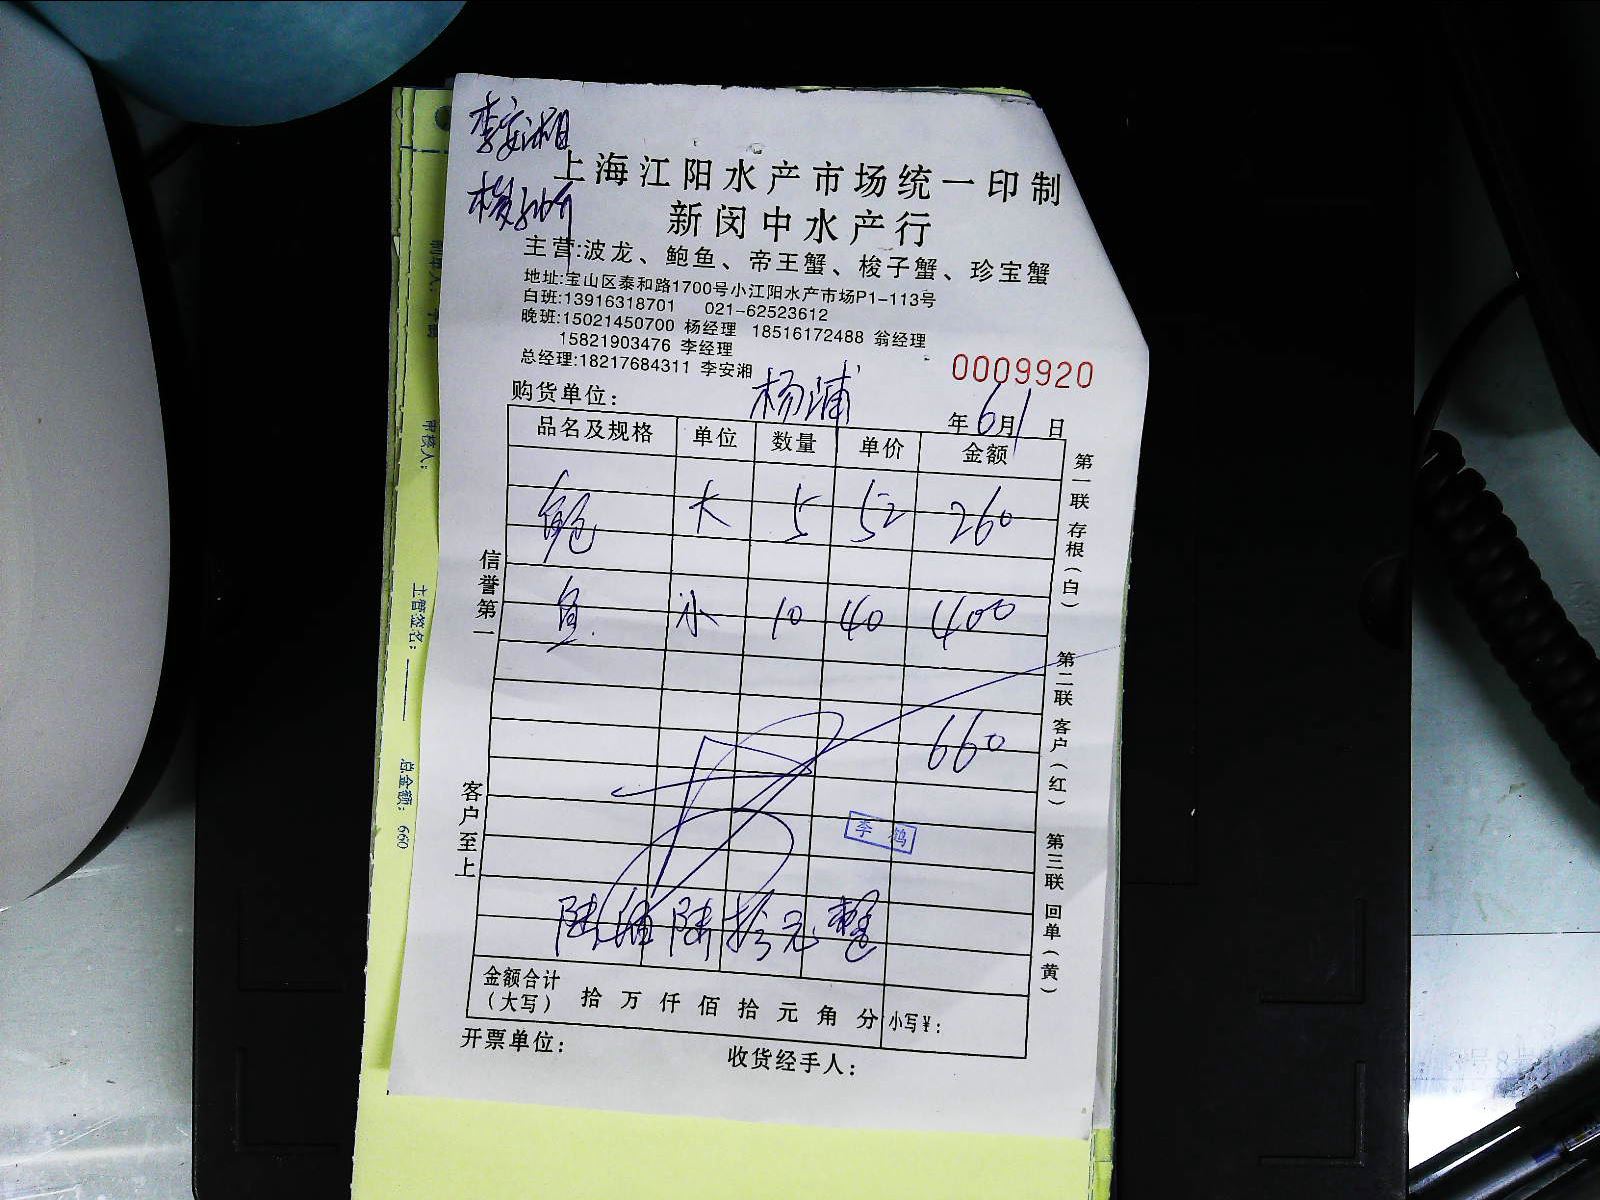 李安湘
上海江阳水产市场统一印制
新闵中水产行
主营:波龙、鲍鱼、帝王蟹、梭子蟹、珍宝蟹
地址:宝山区泰和路1700号小江阳水产市场P1-113号
白班:13916318701 021-62523612
晚班:15021450700 杨经理 18516172488 翁经理
15821903476 李经理
总经理:18217684311 李安湘
0009920
购货单位: 杨浦
年6月1日
品名及规格 单位 数量 单价 金额
鲍 大 5 52 260
鱼 小 10 40 400
660
李 鹤
陆佰陆拾元整
金额合计
(大写) 拾 万 仟 佰 拾 元 角 分 小写¥:
开票单位: 收货经手人:
信誉第一
客户至上
第一联 存根(白)
第二联 客户(红)
第三联 回单(黄)
审核人:
主管签名:
总金额: 660